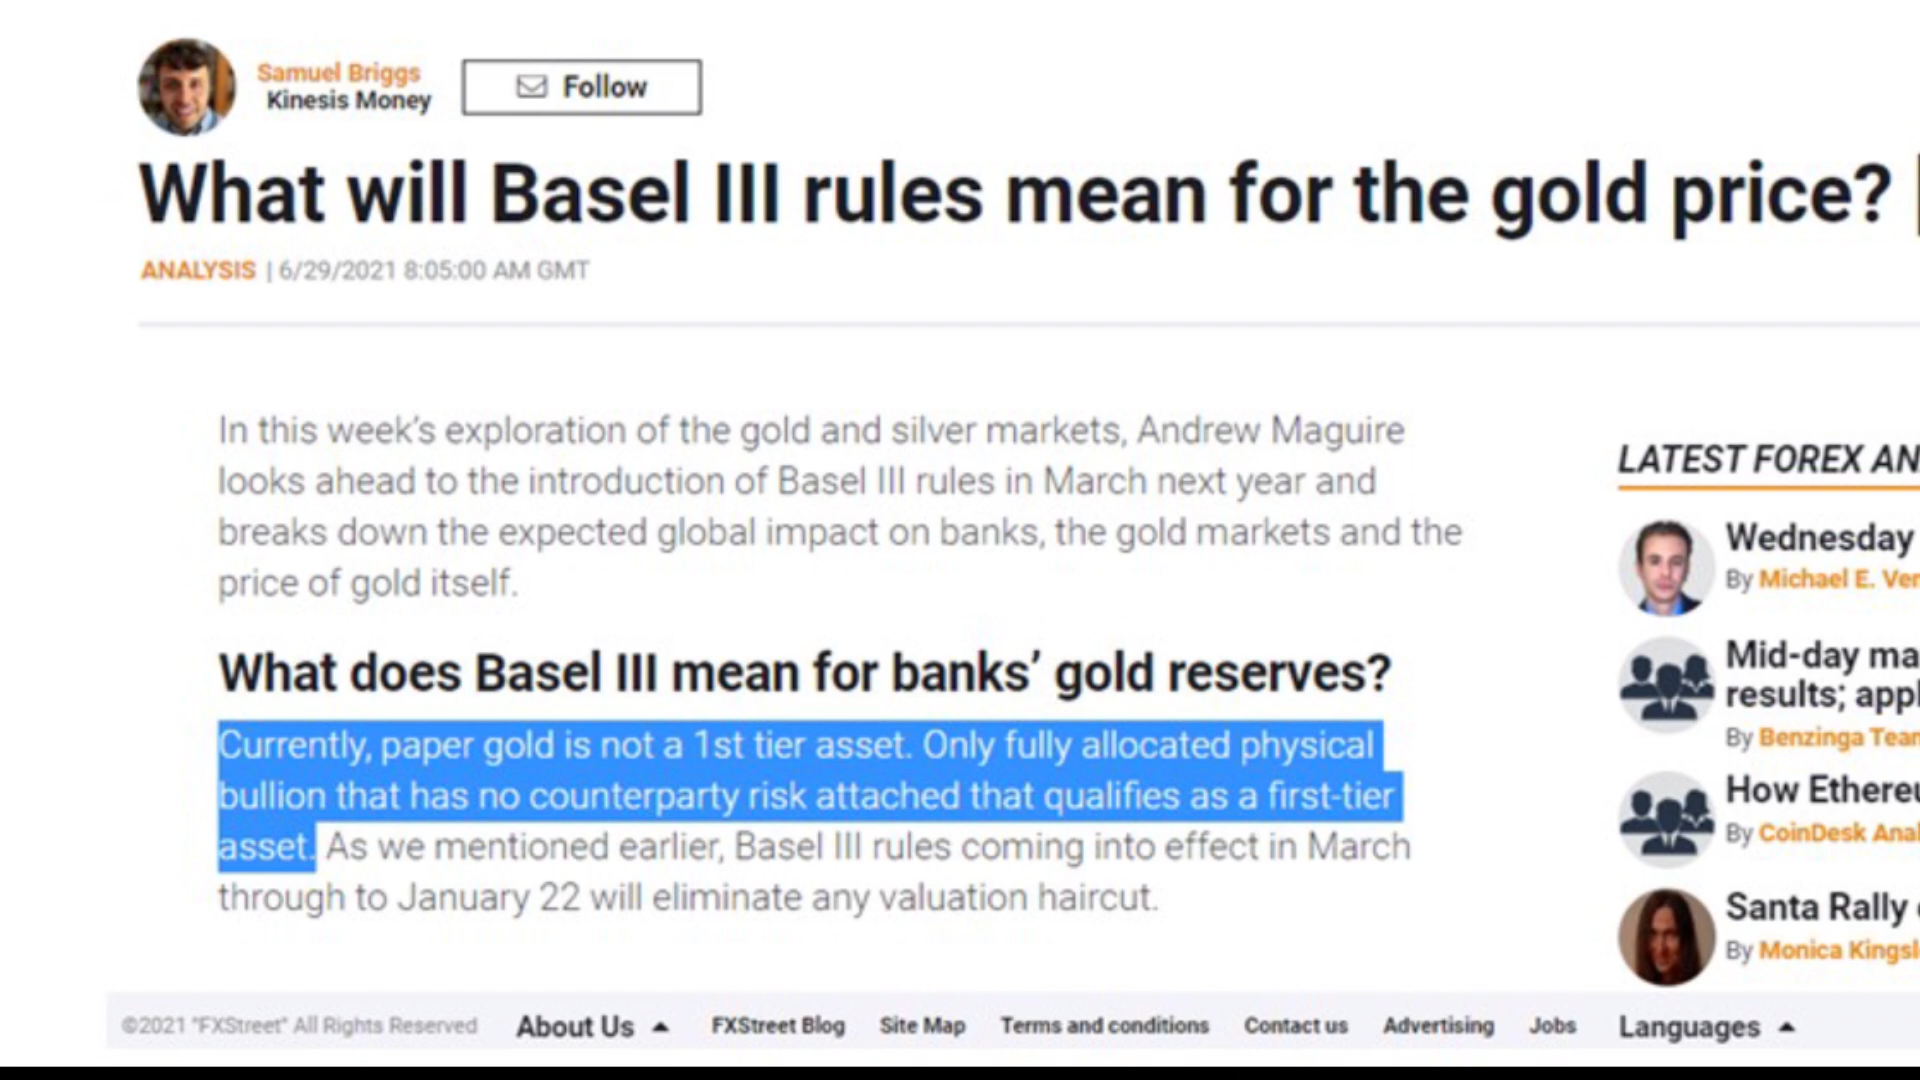 Samuel Briggs
Kinesis Money
Follow
What will Basel III rules mean for the gold price?
ANALYSIS | 6/29/2021 8:05:00 AM GMT
In this week's exploration of the gold and silver markets, Andrew Maguire
looks ahead to the introduction of Basel III rules in March next year and
breaks down the expected global impact on banks, the gold markets and the
price of gold itself.
What does Basel III mean for banks' gold reserves?
Currently, paper gold is not a 1st tier asset. Only fully allocated physical
bullion that has no counterparty risk attached that qualifies as a first-tier
asset. As we mentioned earlier, Basel III rules coming into effect in March
through to January 22 will eliminate any valuation haircut.
LATEST FOREX AN
Wednesday
By Michael E. Ver
Mid-day ma
results; appl
By Benzinga Tear
How Ethereu
By CoinDesk Anal
Santa Rally
By Monica Kingsl
©2021 "FXStreet" All Rights Reserved About Us FXStreet Blog Site Map Terms and conditions Contact us Advertising Jobs Languages